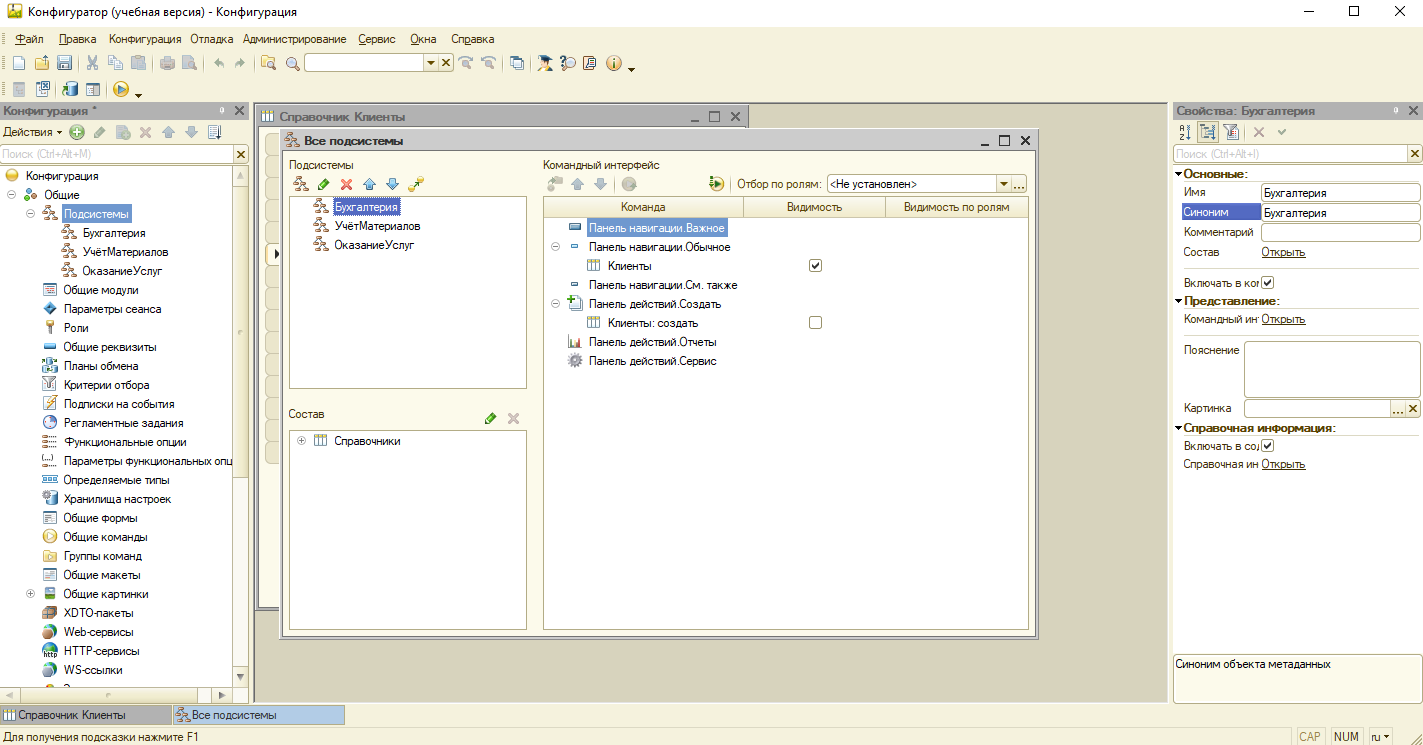 Конфигуратор (учебная версия) - Конфигурация
Файл Правка Конфигурация Отладка Администрирование Сервис Окна Справка
Конфигурация *
Действия
Поиск (Ctrl+Alt+M)
Конфигурация
Общие
Подсистемы
Бухгалтерия
УчётМатериалов
ОказаниеУслуг
Общие модули
Параметры сеанса
Роли
Общие реквизиты
Планы обмена
Критерии отбора
Подписки на события
Регламентные задания
Функциональные опции
Параметры функциональных опц
Определяемые типы
Хранилища настроек
Общие формы
Общие команды
Группы команд
Общие макеты
Общие картинки
XDTO-пакеты
Web-сервисы
HTTP-сервисы
WS-ссылки
Справочник Клиенты
Все подсистемы
Подсистемы
Бухгалтерия
УчётМатериалов
ОказаниеУслуг
Состав
Справочники
Командный интерфейс
Отбор по ролям: <Не установлен>
Команда Видимость Видимость по ролям
Панель навигации.Важное
Панель навигации.Обычное
Клиенты
Панель навигации.См. также
Панель действий.Создать
Клиенты: создать
Панель действий.Отчеты
Панель действий.Сервис
Свойства: Бухгалтерия
Поиск (Ctrl+Alt+I)
Основные:
Имя Бухгалтерия
Синоним Бухгалтерия
Комментарий
Состав Открыть
Включать в ког
Представление:
Командный инт Открыть
Пояснение
Картинка ...
Справочная информация:
Включать в сод
Справочная ин Открыть
Синоним объекта метаданных
Справочник Клиенты Все подсистемы
Для получения подсказки нажмите F1 CAP NUM ru